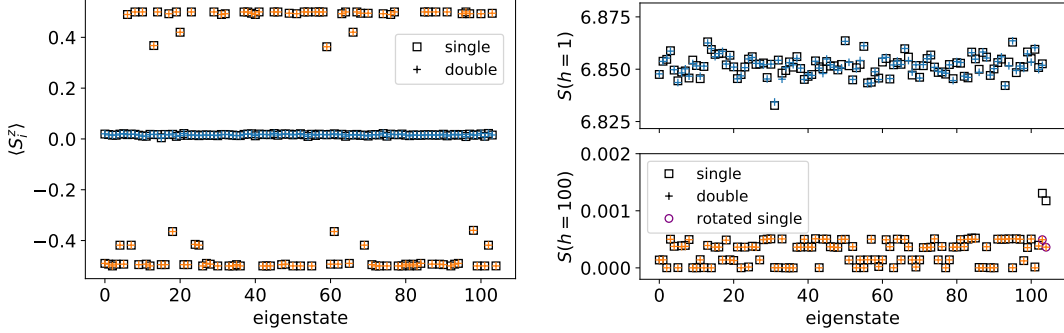 0.4
0.2
0.0
−0.2
−0.4
⟨S_i^z⟩
single
double
0
20
40
60
80
100
eigenstate
6.875
6.850
6.825
S(h = 1)
0.002
0.001
0.000
S(h = 100)
single
double
rotated single
0
20
40
60
80
100
eigenstate